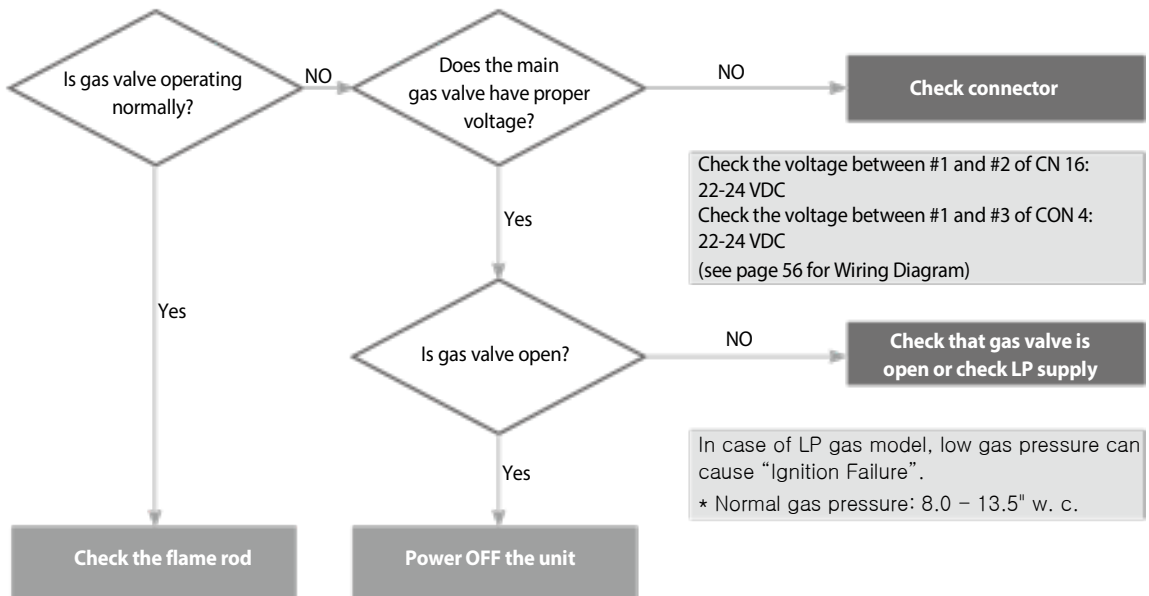 Is gas valve operating
normally?
NO
Does the main
gas valve have proper
voltage?
NO
Check connector
Check the voltage between #1 and #2 of CN 16:
22-24 VDC
Check the voltage between #1 and #3 of CON 4:
22-24 VDC
(see page 56 for Wiring Diagram)
Yes
Yes
Is gas valve open?
NO
Check that gas valve is
open or check LP supply
In case of LP gas model, low gas pressure can
cause “Ignition Failure”.
* Normal gas pressure: 8.0 – 13.5" w. c.
Yes
Check the flame rod
Power OFF the unit